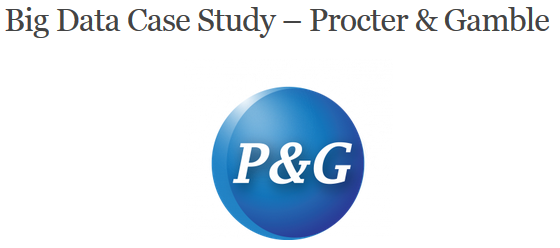 Big Data Case Study – Procter & Gamble
P&G